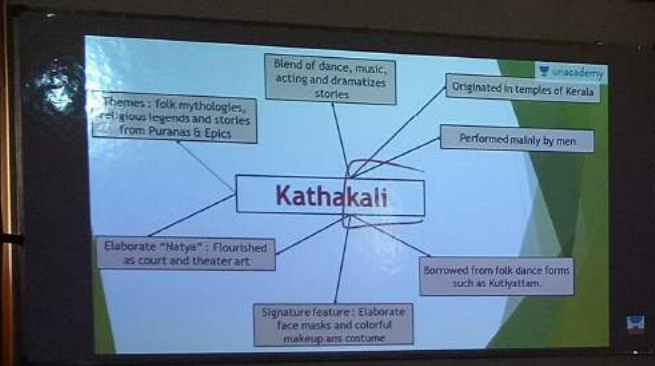 Blend of dance, music,
acting and dramatizes
stories
unacademy
Originated in temples of Kerala
Themes : folk mythologies,
religious legends and stories
from Puranas & Epics
Performed mainly by men
Kathakali
Elaborate "Natya" : Flourished
as court and theater art
Borrowed from folk dance forms
such as Kutiyattam.
Signature feature : Elaborate
face masks and colorful
makeup ans costume